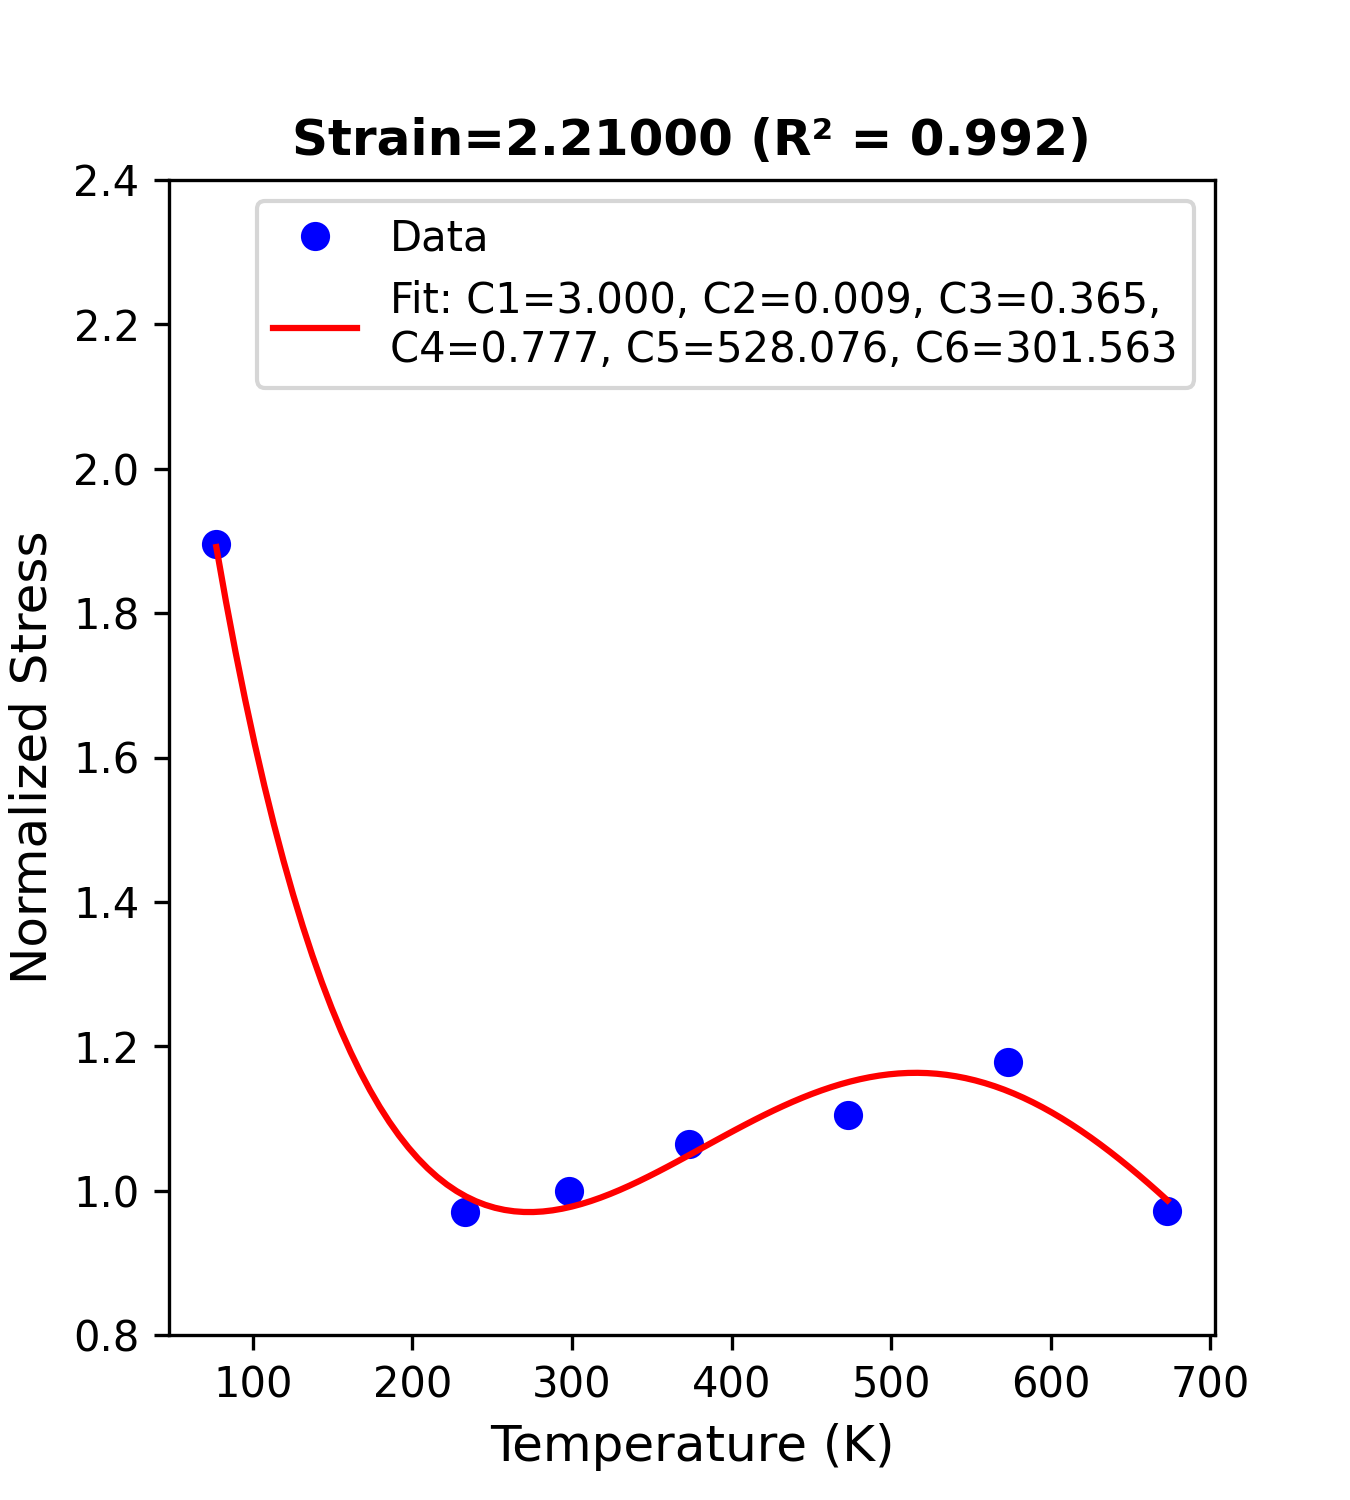 Strain=2.21000 (R² = 0.992)
Data
Fit: C1=3.000, C2=0.009, C3=0.365,
C4=0.777, C5=528.076, C6=301.563
2.4
2.2
2.0
1.8
1.6
1.4
1.2
1.0
0.8
Normalized Stress
100 200 300 400 500 600 700
Temperature (K)